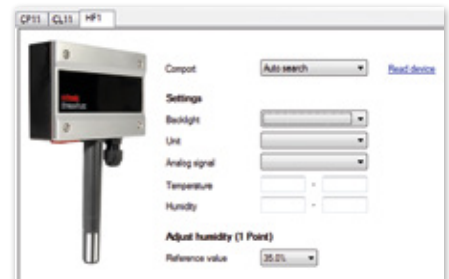 CP11 CL11 HF1
Comport Auto search Read device
Settings
Backlight
Unit
Analog signal
Temperature -
Humidity -
Adjust humidity (1 Point)
Reference value 35.0%